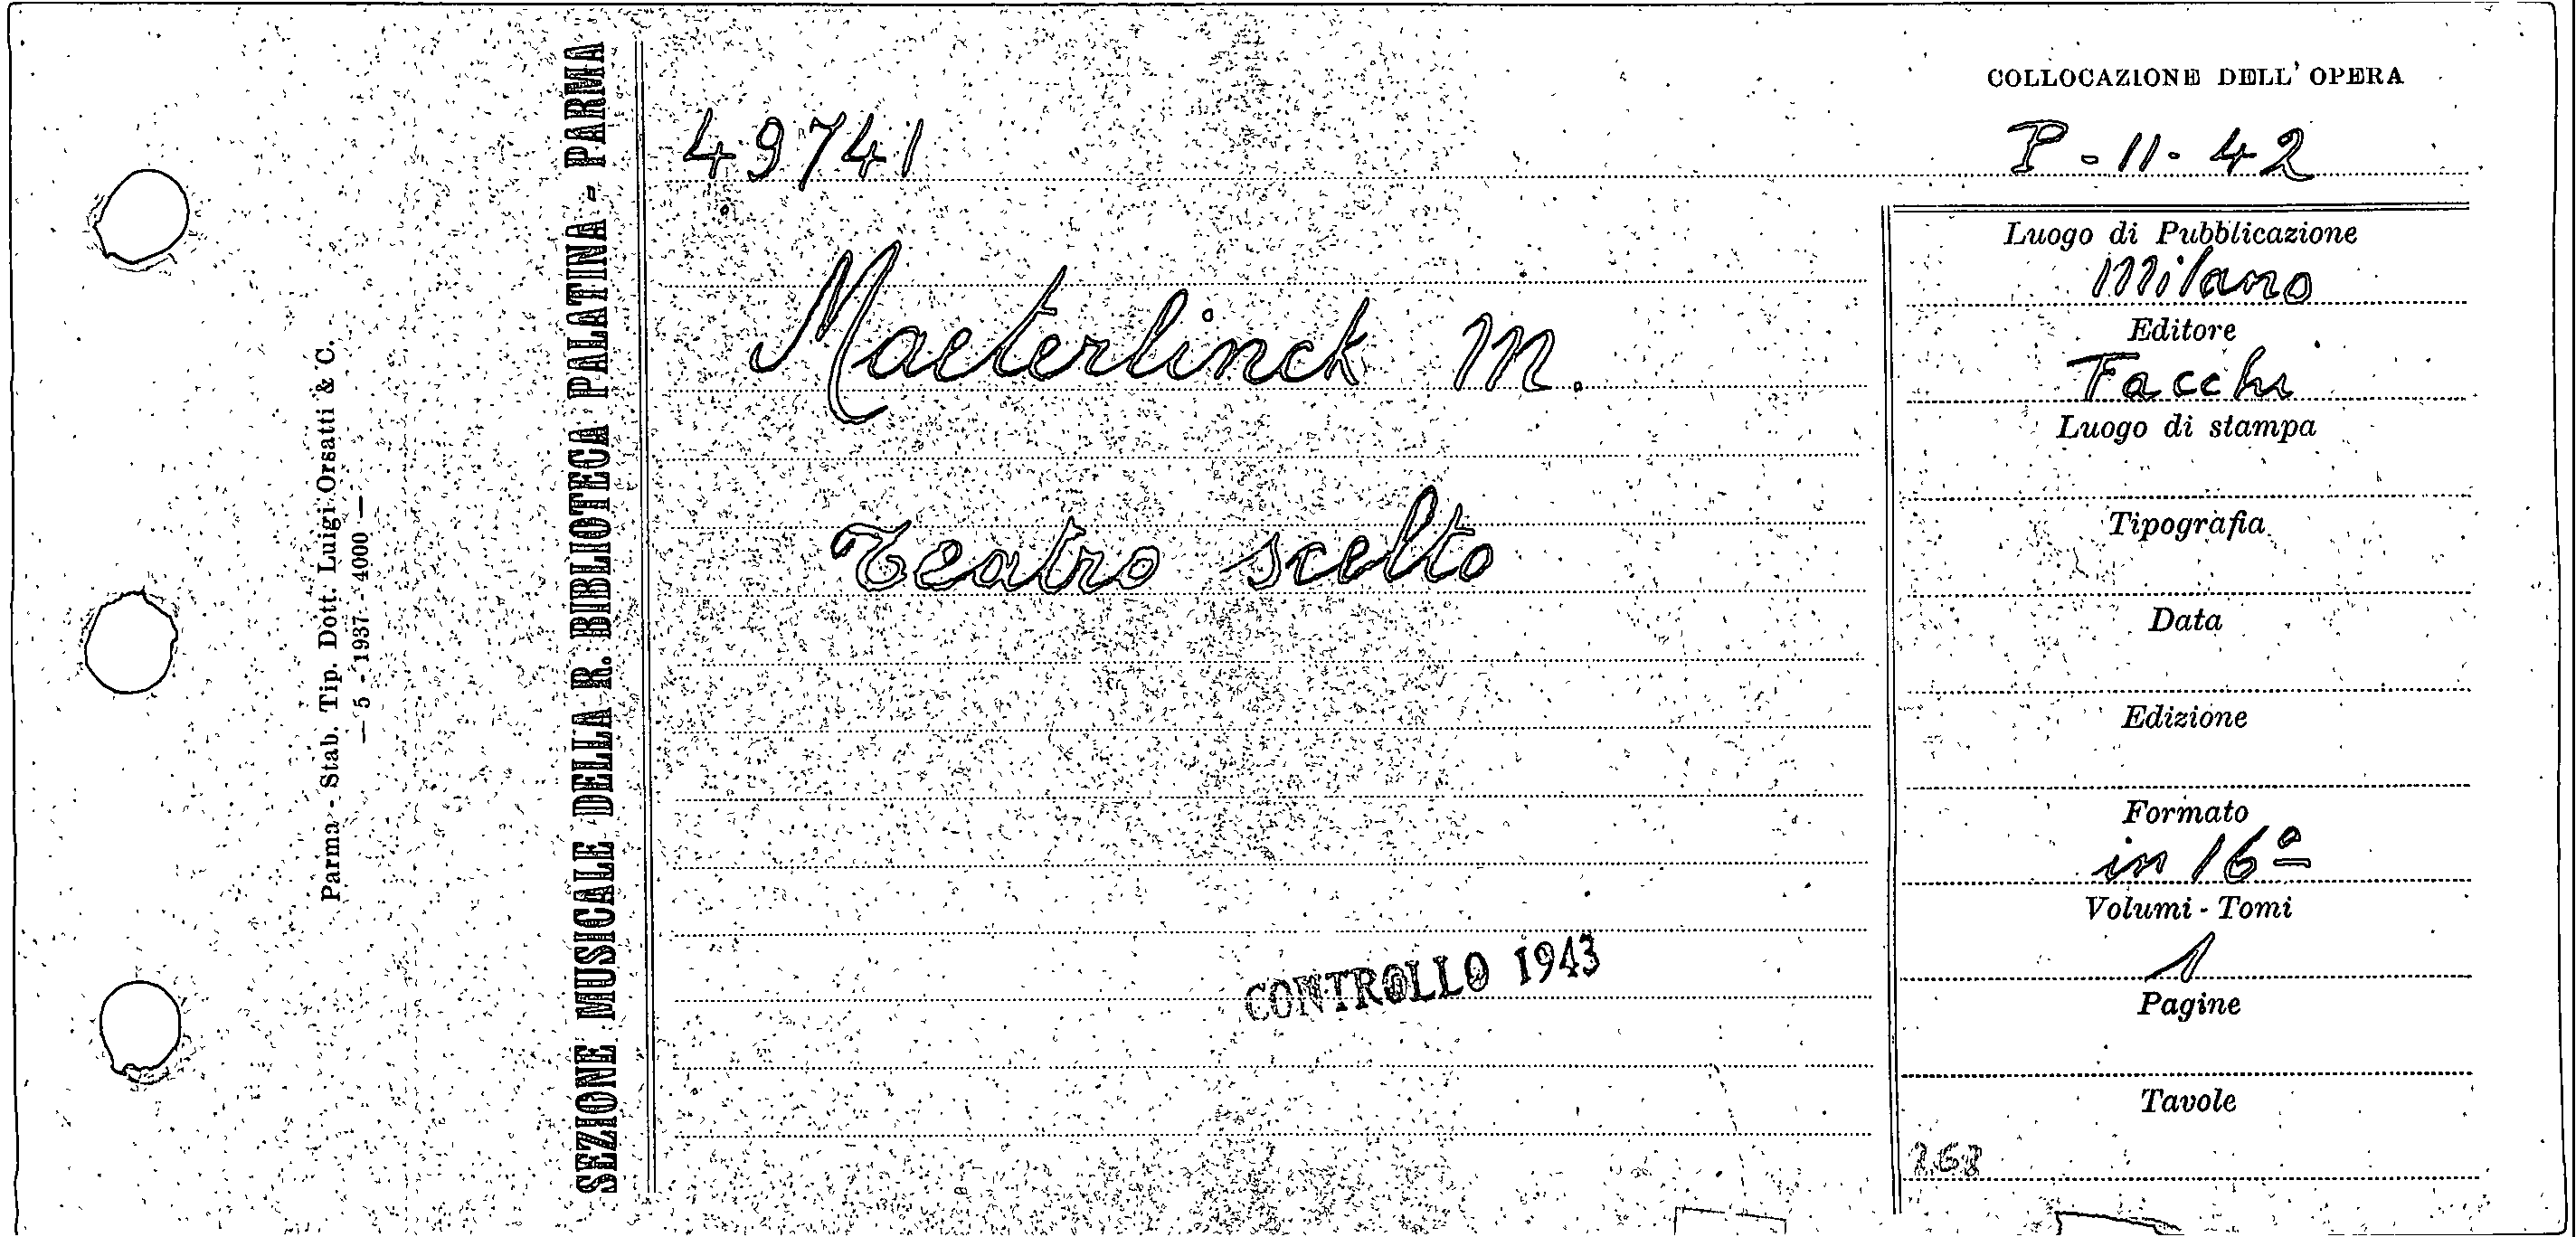 Parma - Stab. Tip. Dott. Luigi Orsatti & C.
— 5 - 1937 - 4000 —
SEZIONE MUSICALE DELLA R. BIBLIOTECA PALATINA - PARMA
49741
Maeterlinck M.
Teatro scelto
CONTROLLO 1943
COLLOCAZIONE DELL' OPERA
P - 11 - 42
Luogo di Pubblicazione
Milano
Editore
Facchi
Luogo di stampa
Tipografia
Data
Edizione
Formato
in 16º
Volumi - Tomi
1
Pagine
Tavole